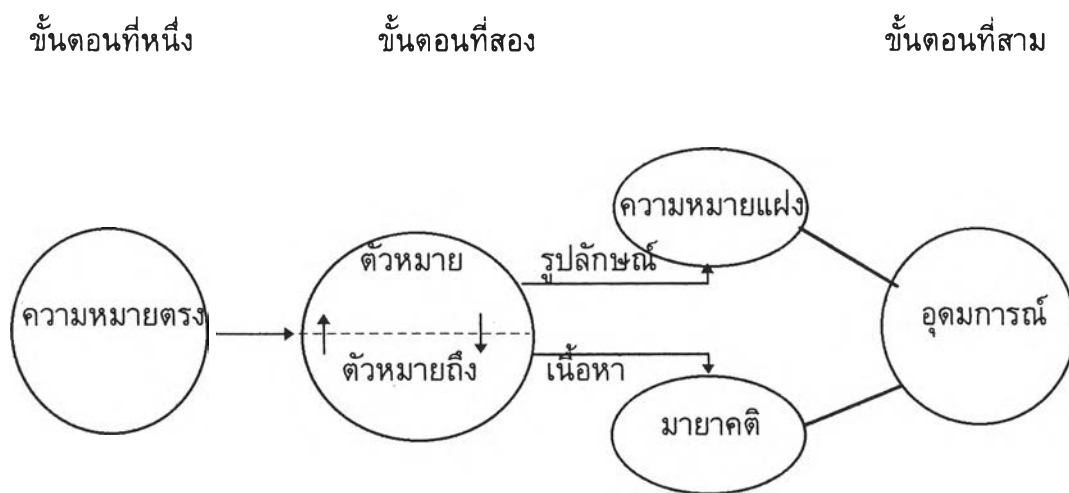 ขั้นตอนที่หนึ่ง
ขั้นตอนที่สอง
ขั้นตอนที่สาม
ความหมายตรง
ตัวหมาย
ตัวหมายถึง
รูปลักษณ์
เนื้อหา
ความหมายแฝง
มายาคติ
อุดมการณ์